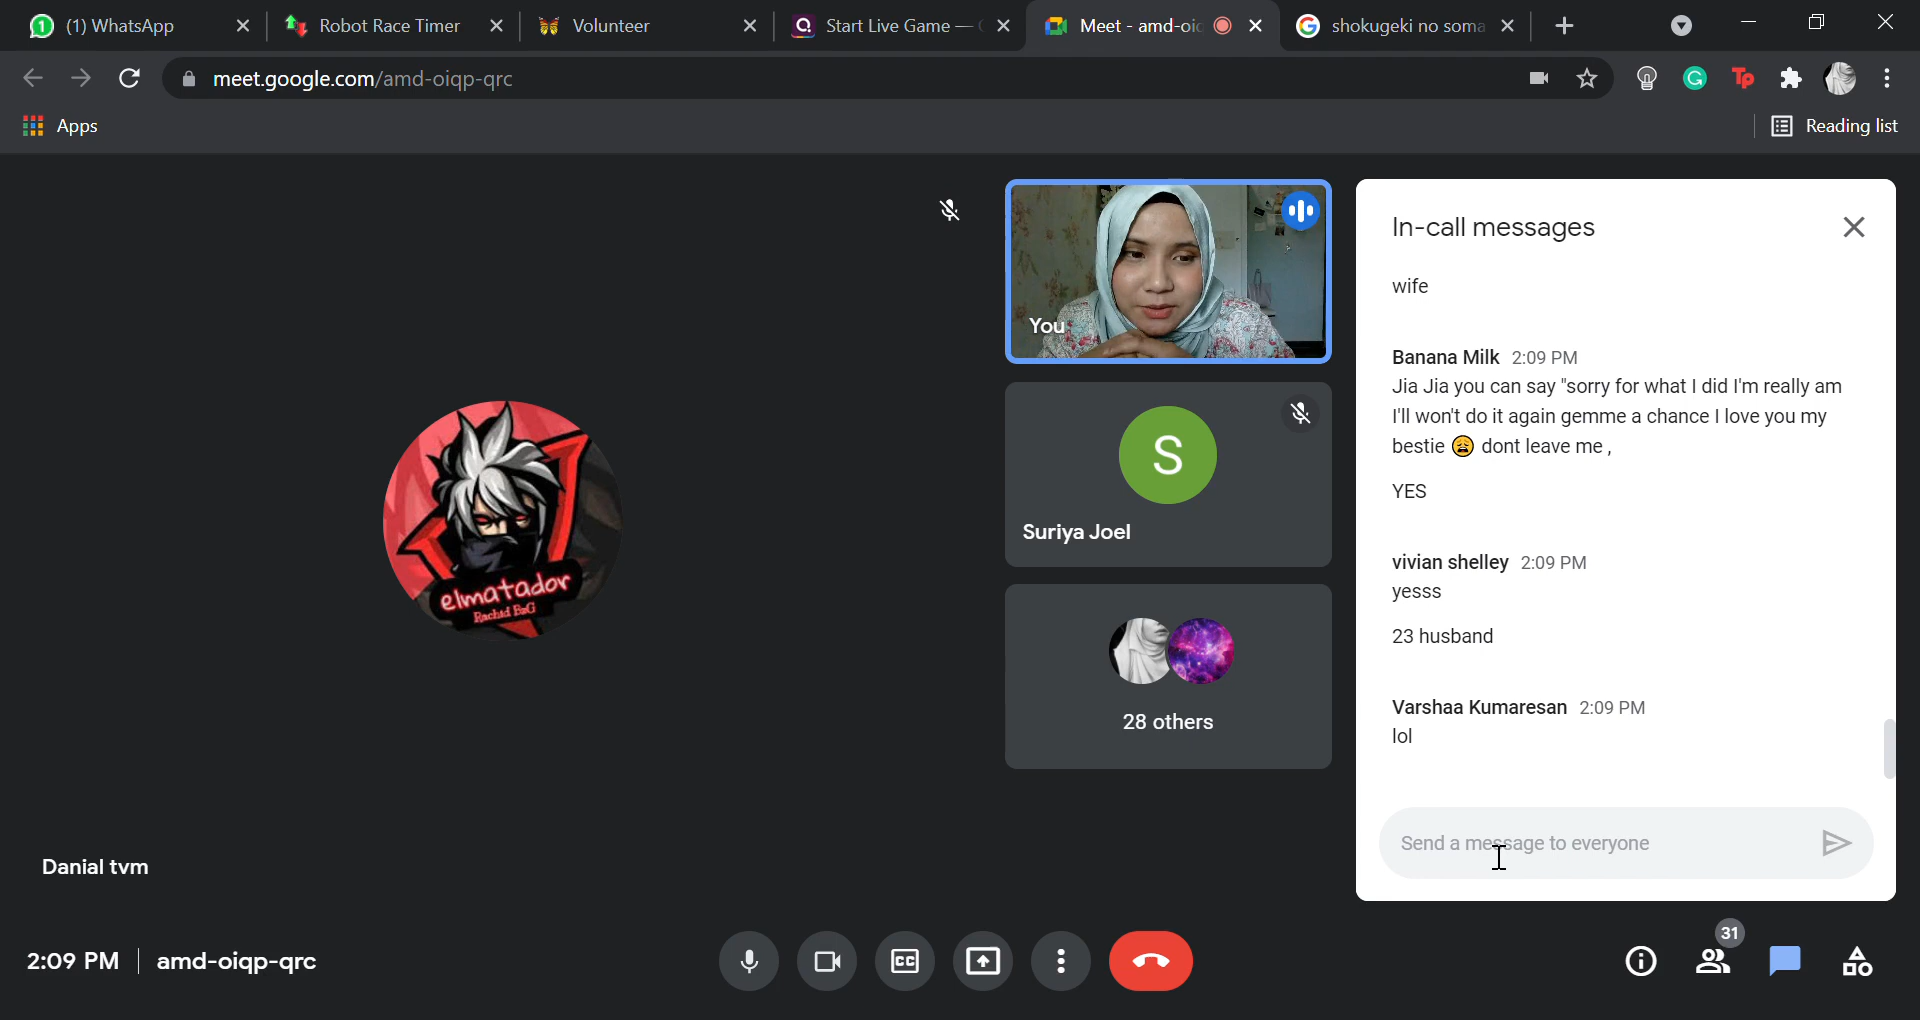 (1) WhatsApp
Robot Race Timer
Volunteer
Start Live Game —
Meet - amd-oic
shokugeki no soma
meet.google.com/amd-oiqp-qrc
Apps
Reading list
You
Suriya Joel
S
28 others
elmatador
Rachid BsG
Danial tvm
In-call messages
wife
Banana Milk 2:09 PM
Jia Jia you can say "sorry for what I did I'm really am
I'll won't do it again gemme a chance I love you my
bestie 😩 dont leave me ,
YES
vivian shelley 2:09 PM
yesss
23 husband
Varshaa Kumaresan 2:09 PM
lol
Send a message to everyone
2:09 PM | amd-oiqp-qrc
CC
31